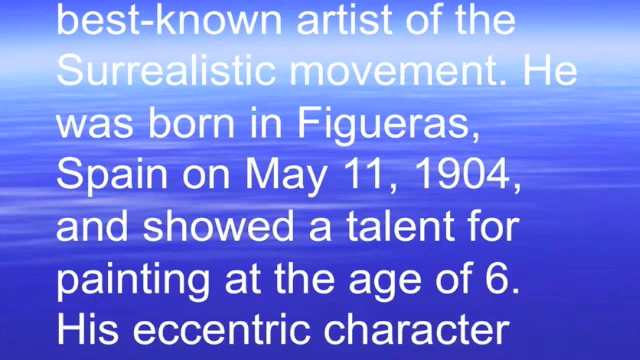 best-known artist of the
Surrealistic movement. He
was born in Figueras,
Spain on May 11, 1904,
and showed a talent for
painting at the age of 6.
His eccentric character